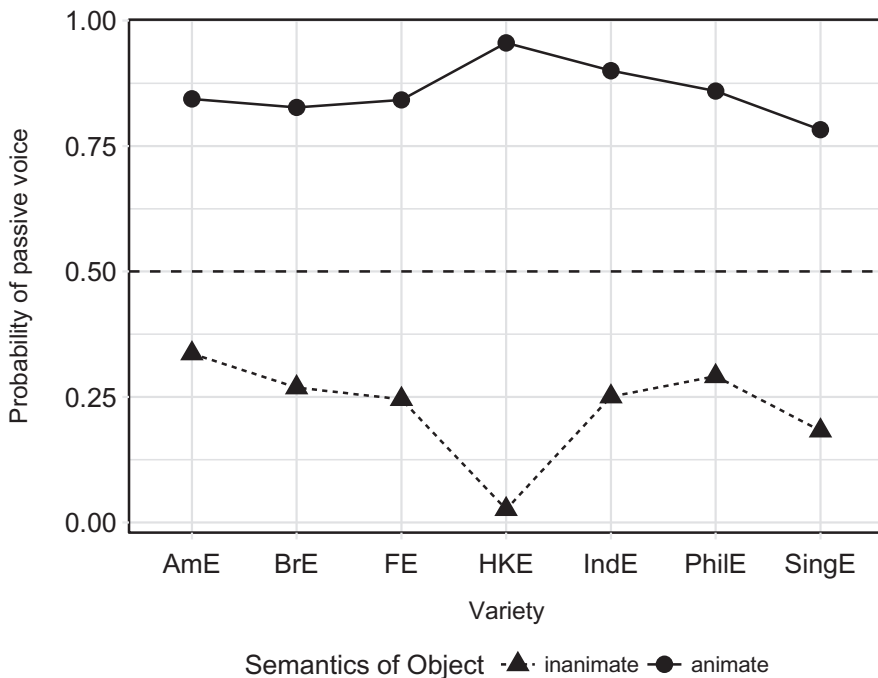 1.00
0.75
0.50
0.25
0.00
Probability of passive voice
AmE BrE FE HKE IndE PhilE SingE
Variety
Semantics of Object inanimate animate